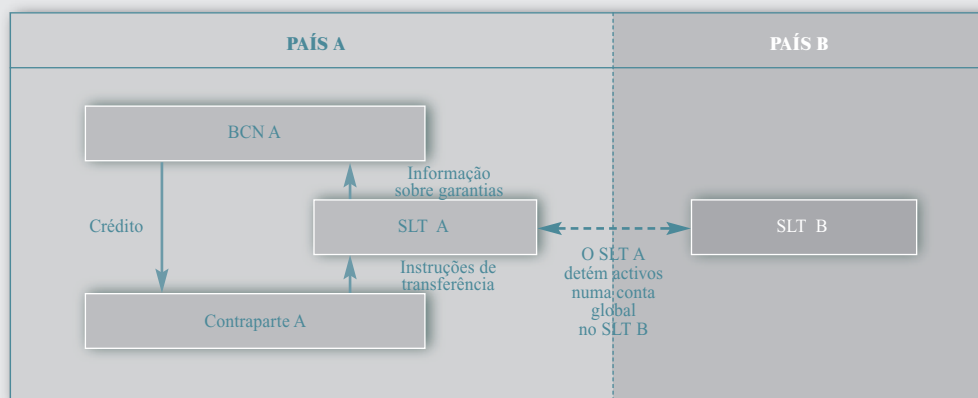 PAÍS A
PAÍS B
BCN A
Informação
sobre garantias
Crédito
SLT A
SLT B
Instruções de
transferência
O SLT A
detém activos
numa conta
global
no SLT B
Contraparte A